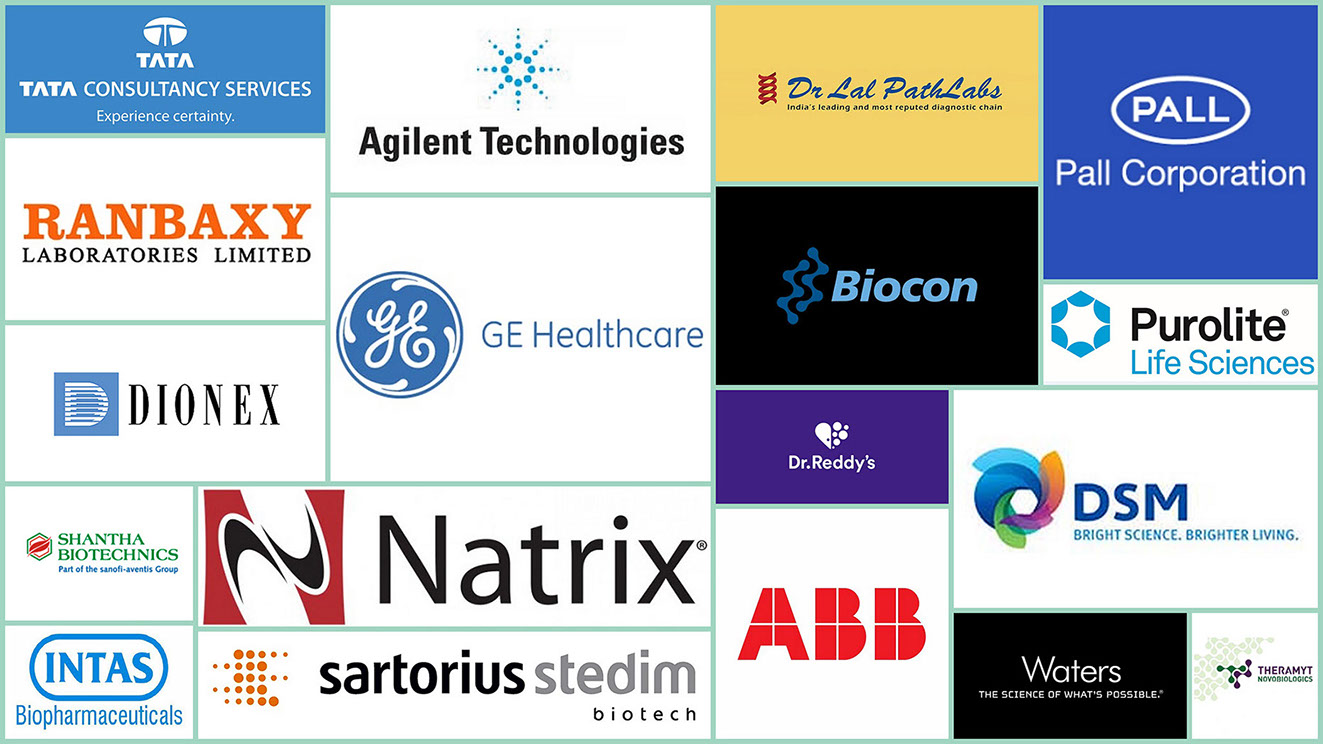 TATA
TATA CONSULTANCY SERVICES
Experience certainty.
Agilent Technologies
Dr Lal PathLabs
India's leading and most reputed diagnostic chain
PALL
Pall Corporation
RANBAXY
LABORATORIES LIMITED
GE
GE Healthcare
Biocon
Purolite®
Life Sciences
D
DIONEX
Dr.Reddy's
DSM
BRIGHT SCIENCE. BRIGHTER LIVING.
SHANTHA
BIOTECHNICS
Part of the sanofi-aventis Group
Natrix®
ABB
INTAS
Biopharmaceuticals
sartorius stedim
biotech
Waters
THE SCIENCE OF WHAT'S POSSIBLE.®
THERAMYT
NOVOBIOLOGICS